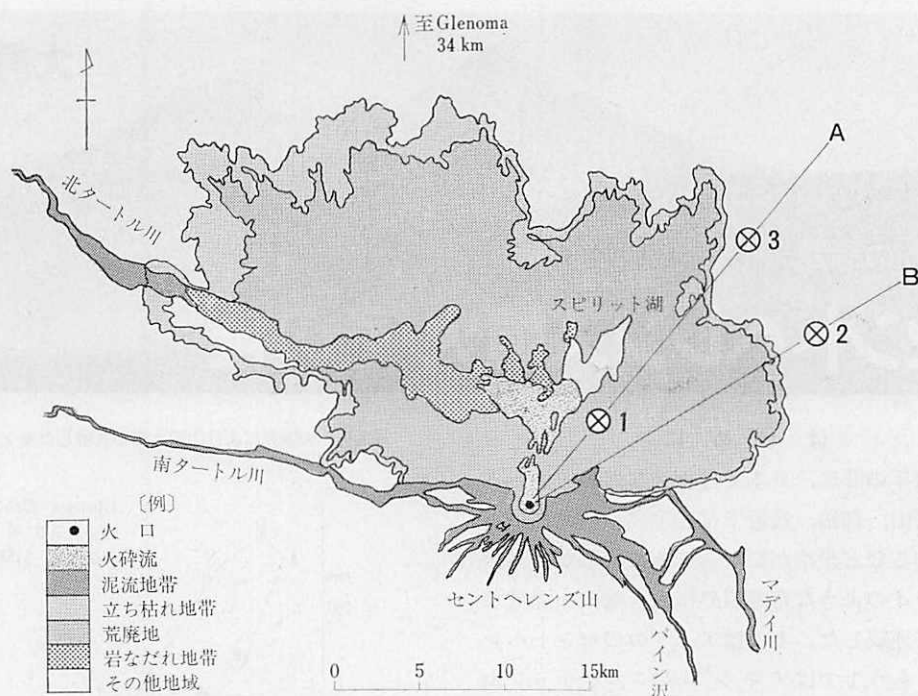 至Glenoma
34 km
A
北タートル川
3
B
スピリット湖
2
1
南タートル川
〔例〕
火 口
火砕流
泥流地帯
立ち枯れ地帯
荒廃地
岩なだれ地帯
その他地域
セントヘレンズ山
マディ川
0 5 10 15km